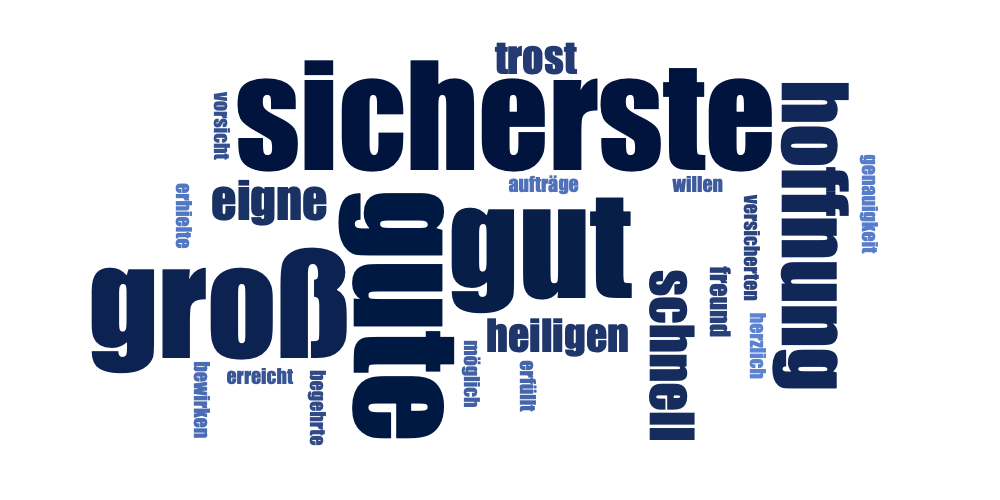 trost
sicherste
hoffnung
vorsicht
genauigkeit
aufträge
willen
erhielte
eigne
gute
gut
versicherten
groß
freund
schnell
heiligen
herzlich
möglich
erfüllt
bewirken
erreicht
begehrte